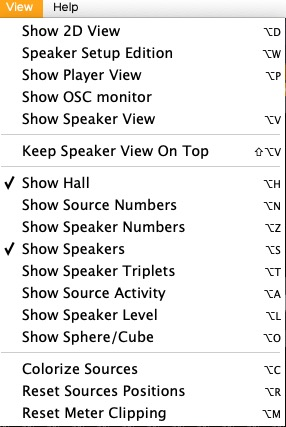 View Help
Show 2D View ⌥D
Speaker Setup Edition ⌥W
Show Player View ⌥P
Show OSC monitor
Show Speaker View ⌥V
Keep Speaker View On Top ⇧⌥V
✓ Show Hall ⌥H
Show Source Numbers ⌥N
Show Speaker Numbers ⌥Z
✓ Show Speakers ⌥S
Show Speaker Triplets ⌥T
Show Source Activity ⌥A
Show Speaker Level ⌥L
Show Sphere/Cube ⌥O
Colorize Sources ⌥C
Reset Sources Positions ⌥R
Reset Meter Clipping ⌥M